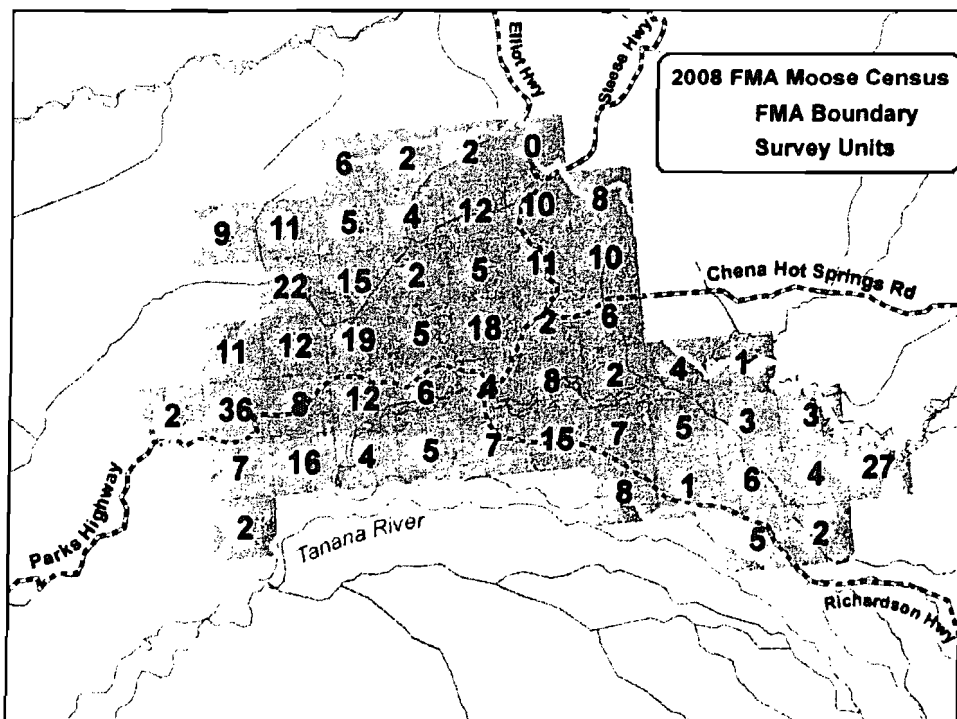 Elliot Hwy
Steese Hwy
2008 FMA Moose Census
FMA Boundary
Survey Units
6 2 2 0
9 11 5 4 12 10 8
22 15 2 5 11 10
Chena Hot Springs Rd
11 12 19 5 18 2 6
2 36 8 12 6 4 8 2 4 1
7 16 4 5 7 15 7 5 3 3
2 8 1 6 4 27
5 2
Parks Highway
Tanana River
Richardson Hwy